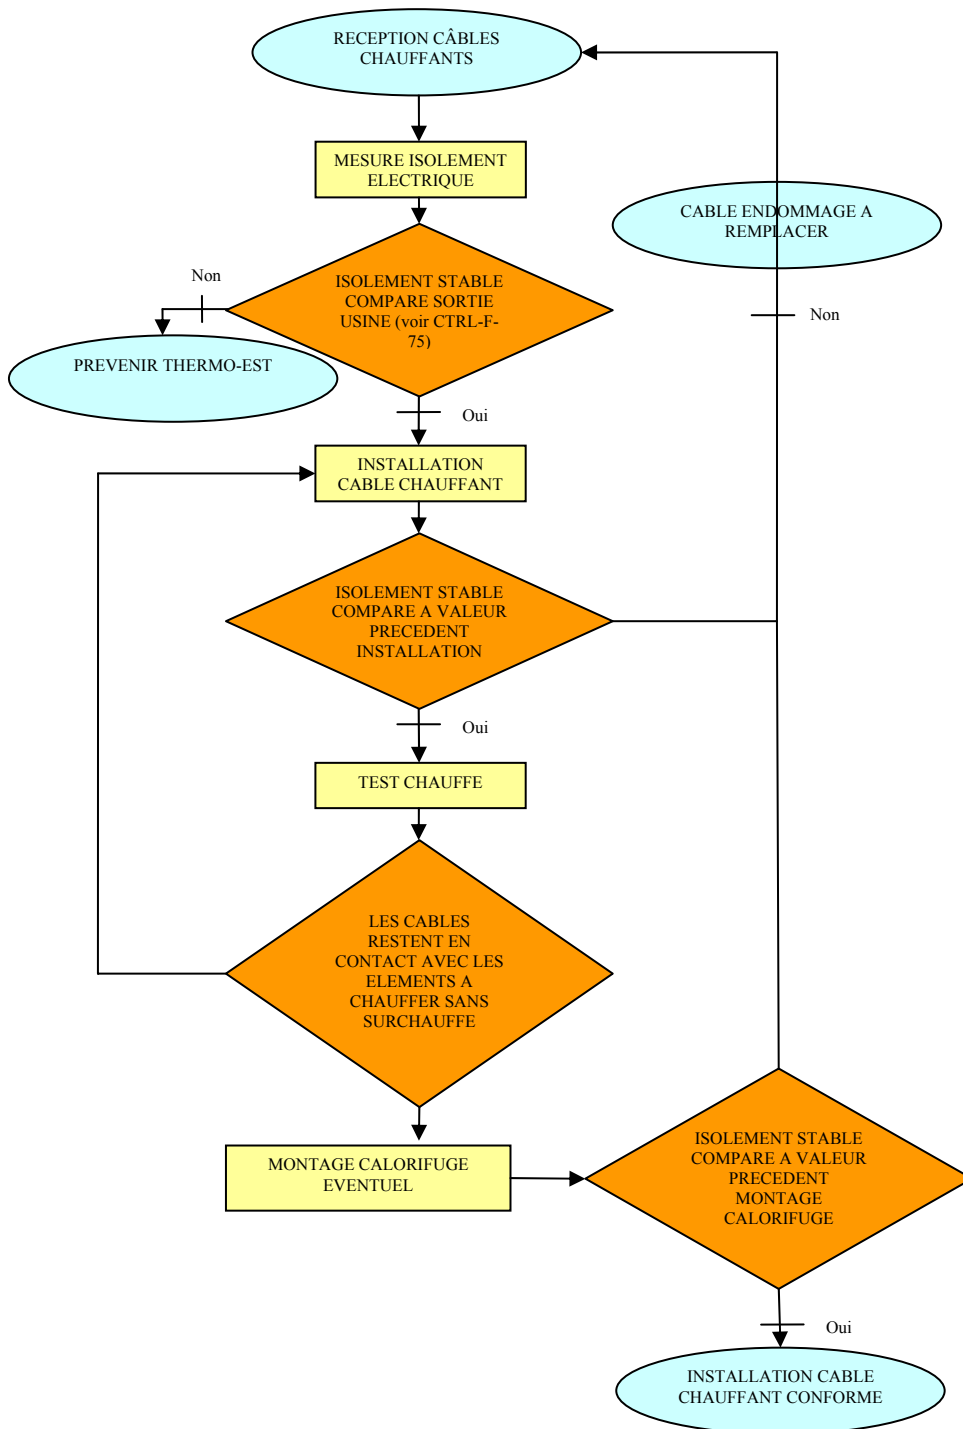 RECEPTION CÂBLES
CHAUFFANTS
MESURE ISOLEMENT
ELECTRIQUE
CABLE ENDOMMAGE A
REMPLACER
Non
ISOLEMENT STABLE
COMPARE SORTIE
USINE (voir CTRL-F-
75)
Non
PREVENIR THERMO-EST
Oui
INSTALLATION
CABLE CHAUFFANT
ISOLEMENT STABLE
COMPARE A VALEUR
PRECEDENT
INSTALLATION
Oui
TEST CHAUFFE
LES CABLES
RESTENT EN
CONTACT AVEC LES
ELEMENTS A
CHAUFFER SANS
SURCHAUFFE
MONTAGE CALORIFUGE
EVENTUEL
ISOLEMENT STABLE
COMPARE A VALEUR
PRECEDENT
MONTAGE
CALORIFUGE
Oui
INSTALLATION CABLE
CHAUFFANT CONFORME